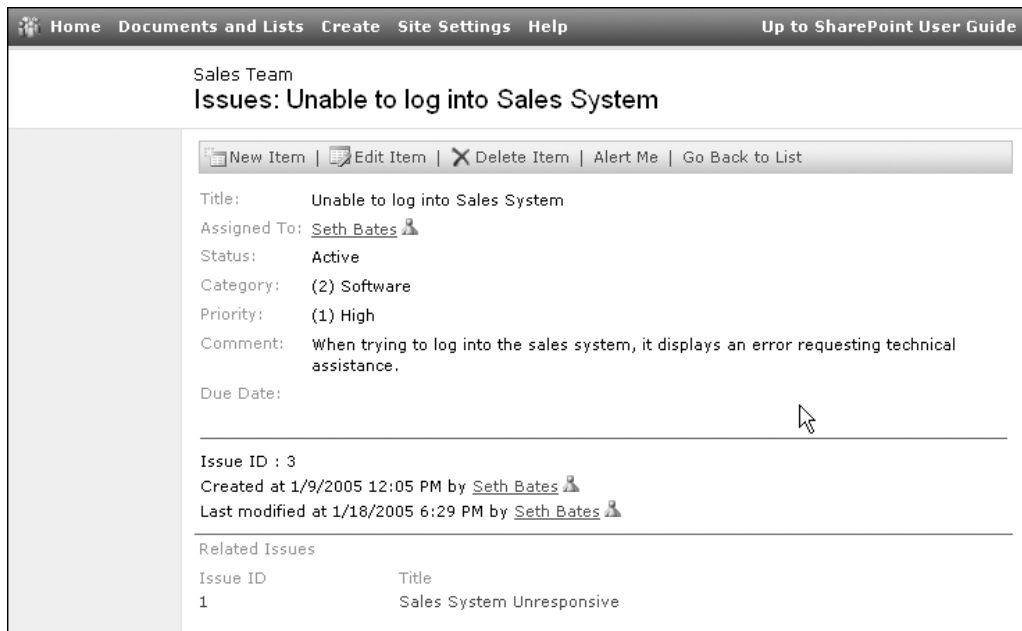 Home Documents and Lists Create Site Settings Help Up to SharePoint User Guide
Sales Team
Issues: Unable to log into Sales System
New Item | Edit Item | Delete Item | Alert Me | Go Back to List
Title: Unable to log into Sales System
Assigned To: Seth Bates
Status: Active
Category: (2) Software
Priority: (1) High
Comment: When trying to log into the sales system, it displays an error requesting technical
assistance.
Due Date:
Issue ID : 3
Created at 1/9/2005 12:05 PM by Seth Bates
Last modified at 1/18/2005 6:29 PM by Seth Bates
Related Issues
Issue ID Title
1 Sales System Unresponsive